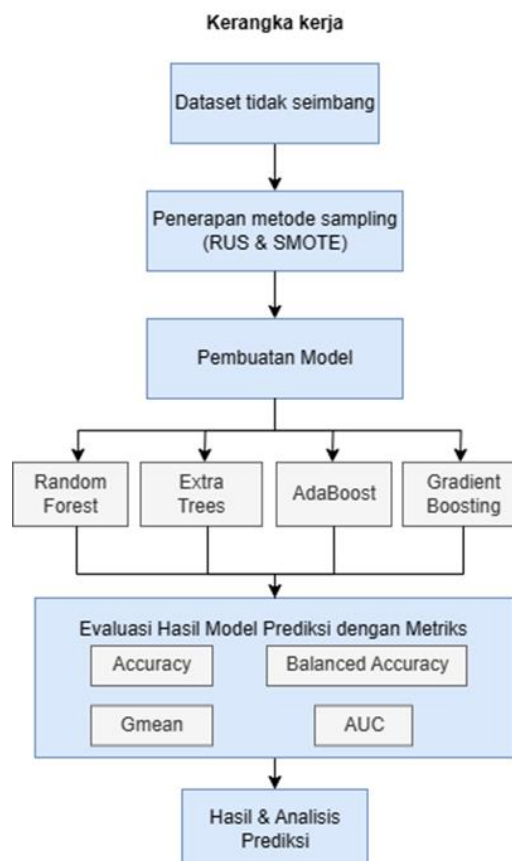 Kerangka kerja
Dataset tidak seimbang
Penerapan metode sampling
(RUS & SMOTE)
Pembuatan Model
Random
Forest
Extra
Trees
AdaBoost
Gradient
Boosting
Evaluasi Hasil Model Prediksi dengan Metriks
Accuracy
Balanced Accuracy
Gmean
AUC
Hasil & Analisis
Prediksi